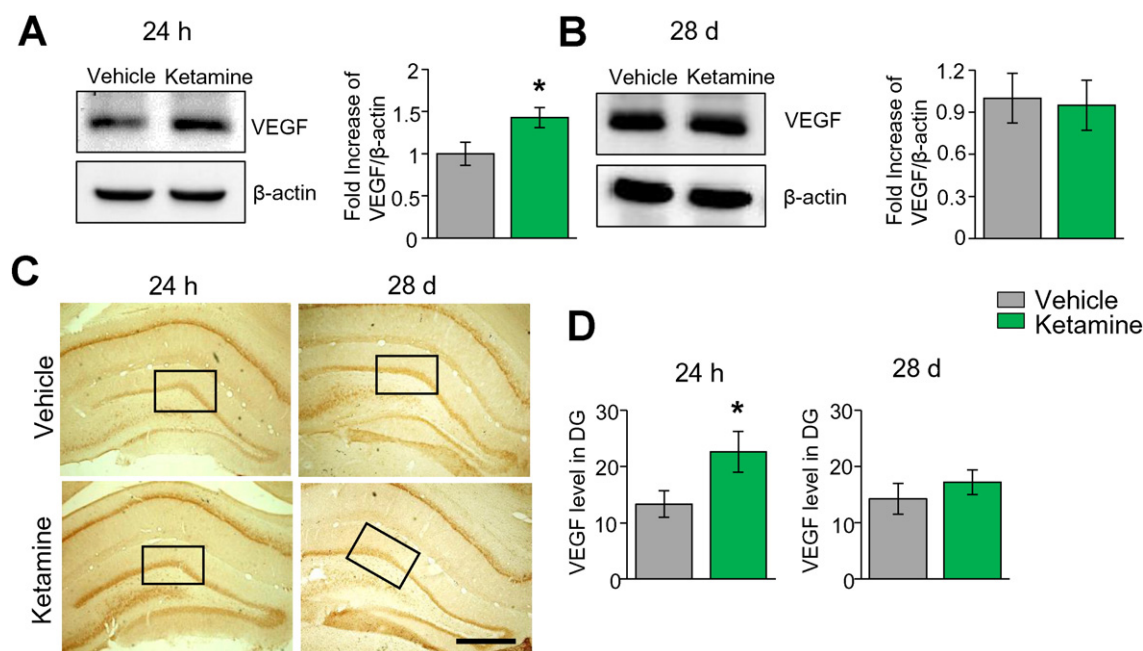 A
24 h
Vehicle Ketamine
VEGF
β-actin
Fold Increase of
VEGF/β-actin
2
1.5
1
0.5
0
*
B
28 d
Vehicle Ketamine
VEGF
β-actin
Fold Increase of
VEGF/β-actin
1.2
0.9
0.6
0.3
0
C
24 h
28 d
Vehicle
Ketamine
Vehicle
Ketamine
D
24 h
VEGF level in DG
30
20
10
0
*
28 d
VEGF level in DG
30
20
10
0